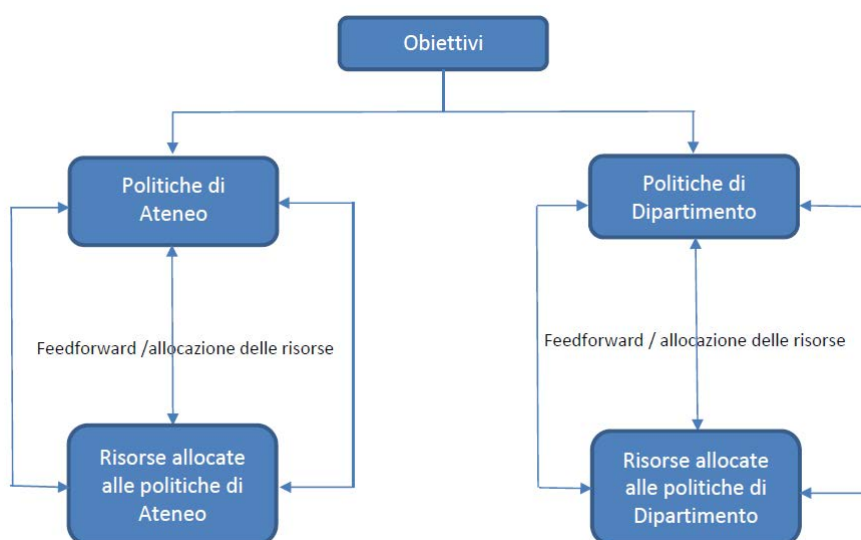 Obiettivi
Politiche di
Ateneo
Politiche di
Dipartimento
Feedforward /allocazione delle risorse
Feedforward / allocazione delle risorse
Risorse allocate
alle politiche di
Ateneo
Risorse allocate
alle politiche di
Dipartimento